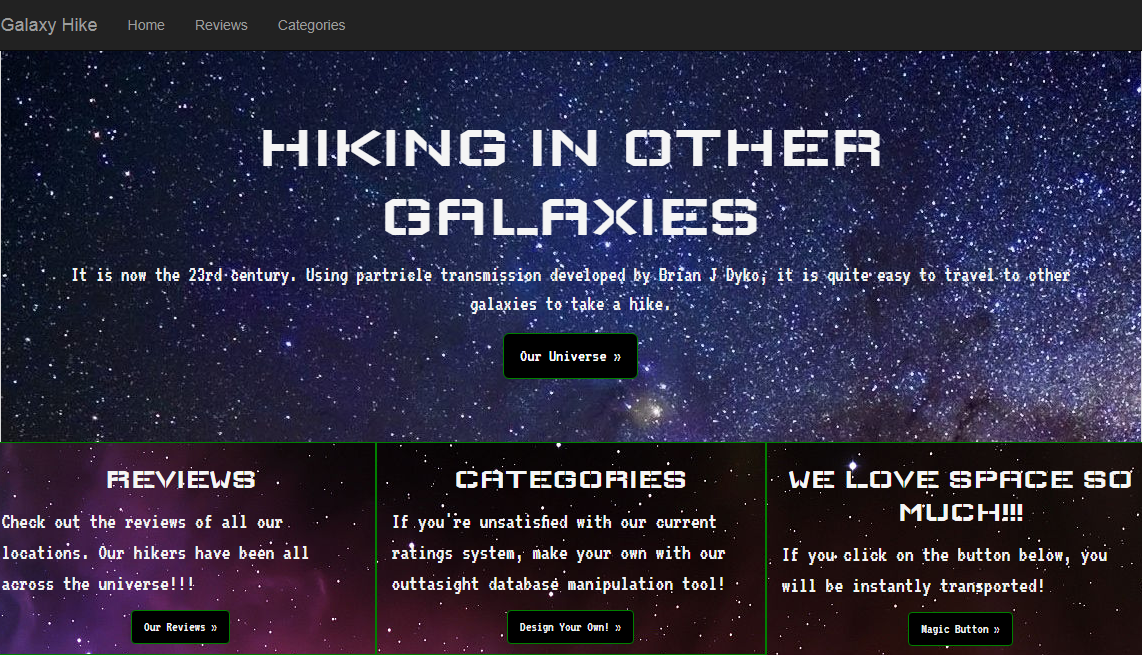 Galaxy Hike Home Reviews Categories
HIKING IN OTHER
GALAXIES
It is now the 23rd century. Using partricle transmission developed by Brian J Dyko, it is quite easy to travel to other
galaxies to take a hike.
Our Universe »
REVIEWS
Check out the reviews of all our
locations. Our hikers have been all
across the universe!!!
Our Reviews »
CATEGORIES
If you're unsatisfied with our current
ratings system, make your own with our
outtasight database manipulation tool!
Design Your Own! »
WE LOVE SPACE SO
MUCH!!!
If you click on the button below, you
will be instantly transported!
Magic Button »